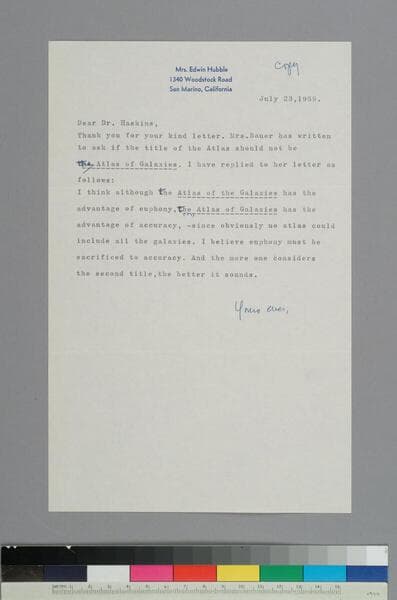 Mrs. Edwin Hubble
1340 Woodstock Road
San Marino, California
Copy
July 23,1959.
Dear Dr. Haskins,
Thank you for your kind letter. Mrs.Bauer has written
to ask if the title of the Atlas should not be
the Atlas of Galaxies. I have replied to her letter as
follows:
I think although the Atlas of the Galaxies has the
advantage of euphony,the Atlas of Galaxies has the
advantage of accuracy, -since obviously no atlas could
include all the galaxies. I believe euphony must be
sacrificed to accuracy. And the more one considers
the second title,the better it sounds.
Yours ever,